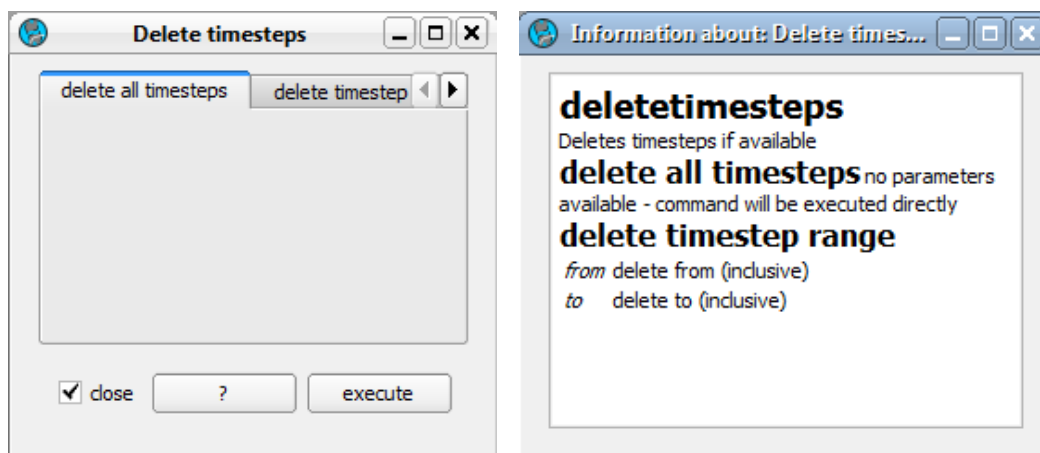 Delete timesteps
delete all timesteps
delete timestep
close
?
execute
Information about: Delete times...
deletetimesteps
Deletes timesteps if available
delete all timesteps no parameters
available - command will be executed directly
delete timestep range
from delete from (inclusive)
to delete to (inclusive)